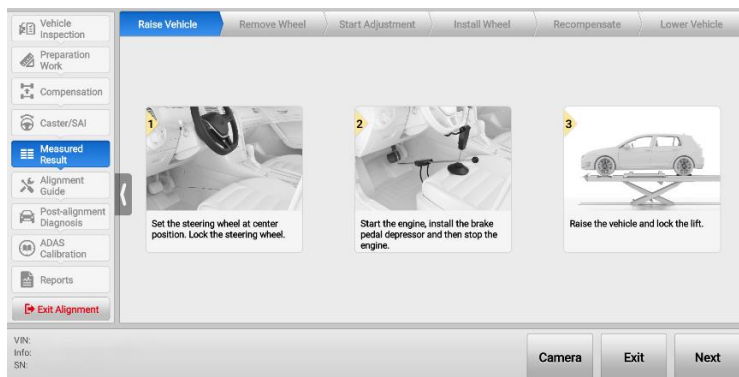 Vehicle
Inspection
Preparation
Work
Compensation
Caster/SAI
Measured
Result
Alignment
Guide
Post-alignment
Diagnosis
ADAS
Calibration
Reports
Exit Alignment
Raise Vehicle
Remove Wheel
Start Adjustment
Install Wheel
Recompensate
Lower Vehicle
1
Set the steering wheel at center
position. Lock the steering wheel.
2
Start the engine, install the brake
pedal depressor and then stop the
engine.
3
Raise the vehicle and lock the lift.
VIN:
Info:
SN:
Camera
Exit
Next